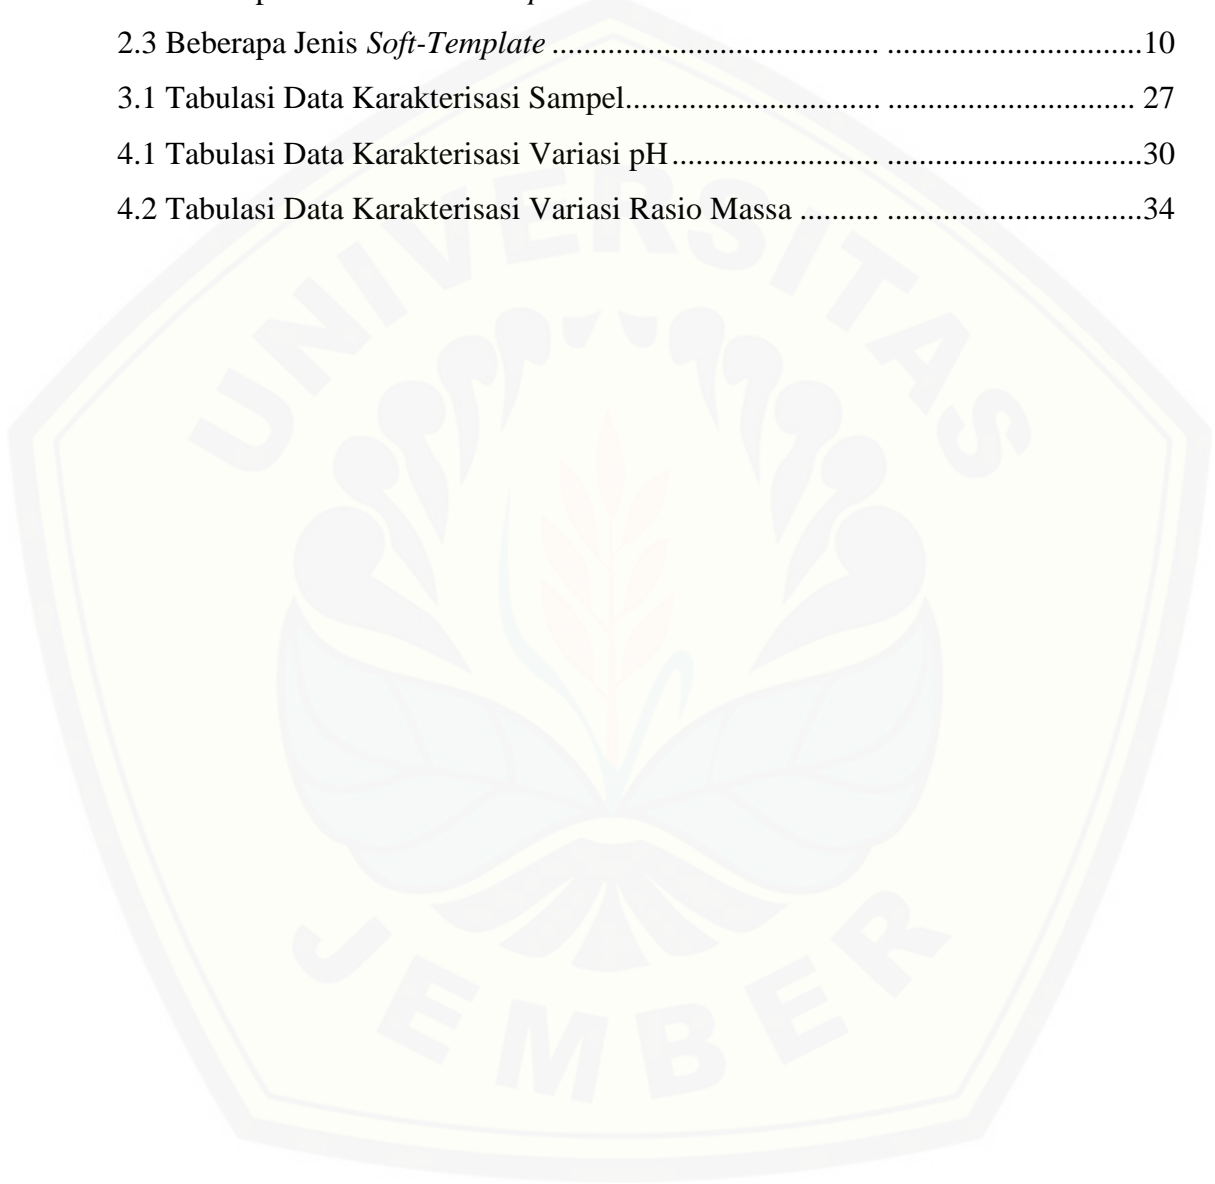 2.3 Beberapa Jenis Soft-Template ......................................... ................................10
3.1 Tabulasi Data Karakterisasi Sampel................................ ............................... 27
4.1 Tabulasi Data Karakterisasi Variasi pH.......................... ................................30
4.2 Tabulasi Data Karakterisasi Variasi Rasio Massa .......... ................................34
UNIVERSITAS
JEMBER